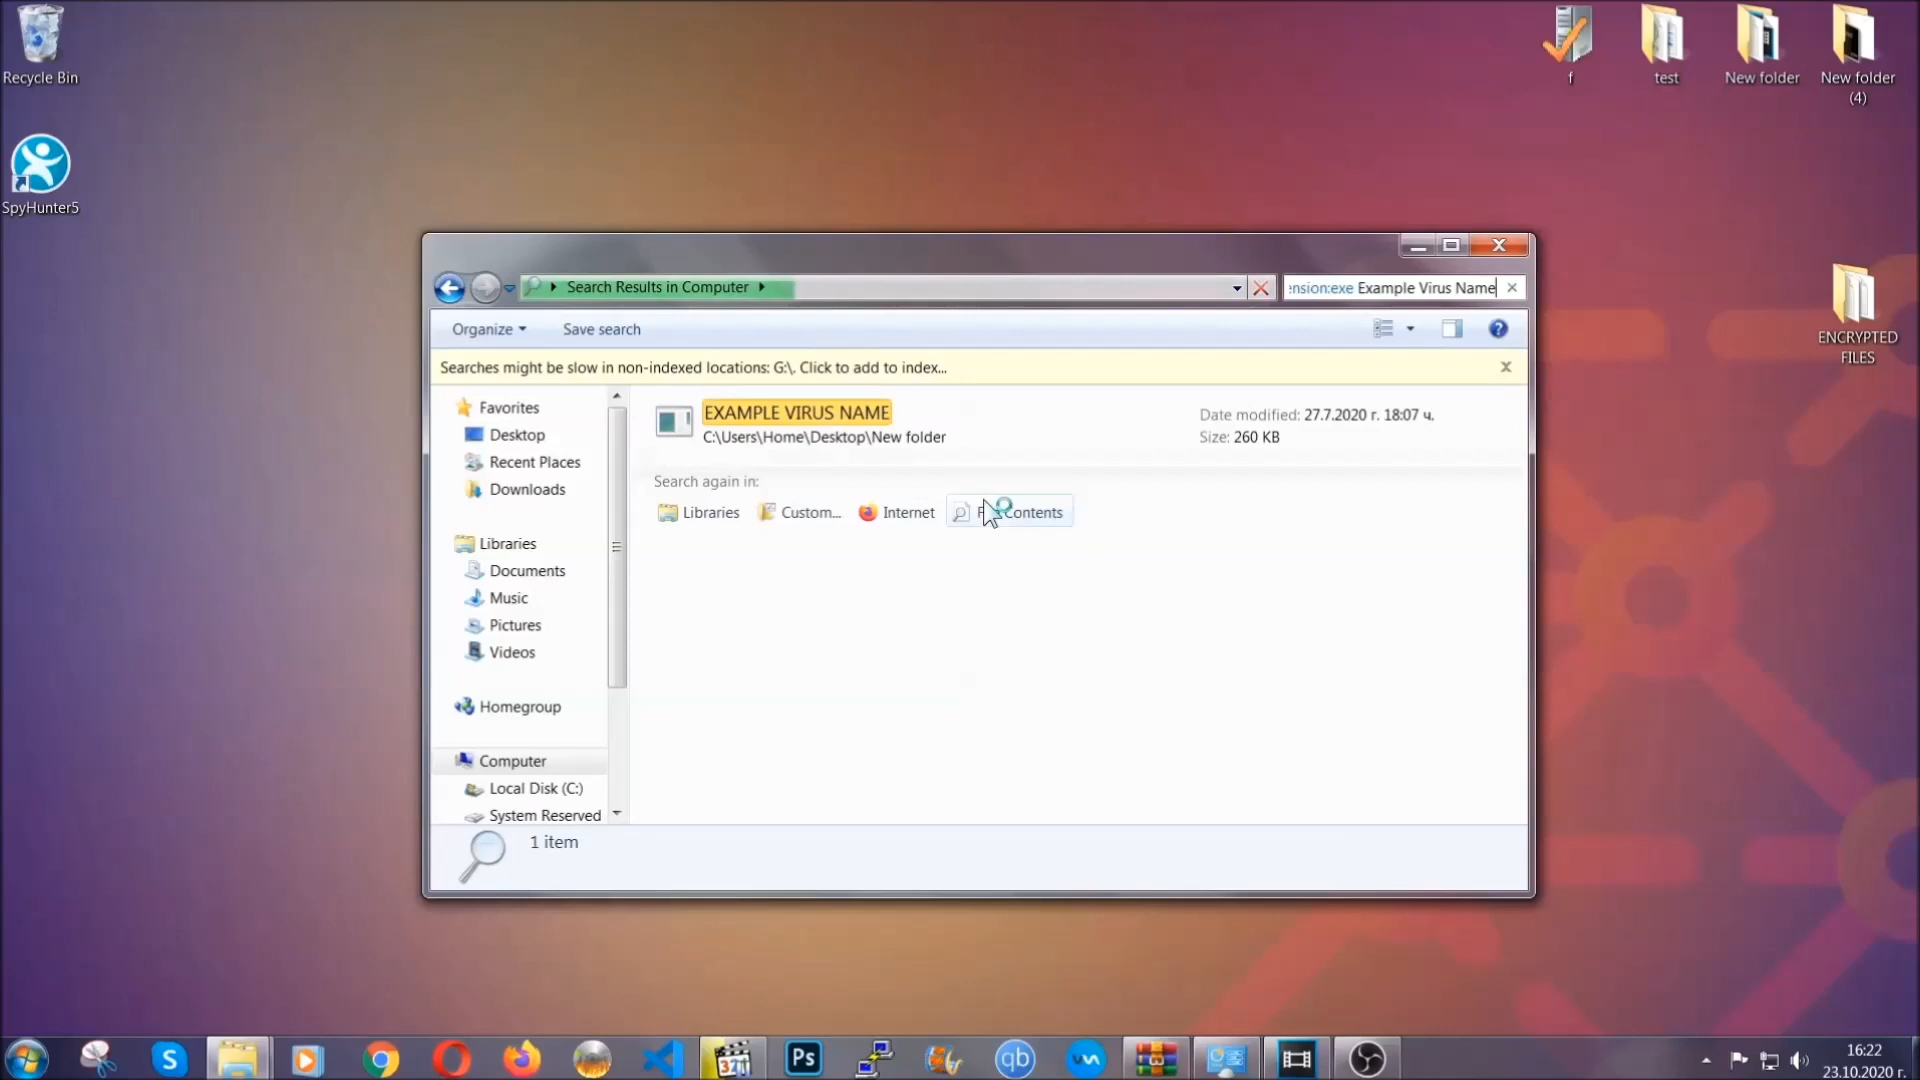 Recycle Bin
SpyHunter5
f
test
New folder
New folder
(4)
ENCRYPTED
FILES
Search Results in Computer
ension:exe Example Virus Name
Organize
Save search
Searches might be slow in non-indexed locations: G:\. Click to add to index...
Favorites
Desktop
Recent Places
Downloads
Libraries
Documents
Music
Pictures
Videos
Homegroup
Computer
Local Disk (C:)
System Reserved
EXAMPLE VIRUS NAME
C:\Users\Home\Desktop\New folder
Date modified: 27.7.2020 г. 18:07 ч.
Size: 260 KB
Search again in:
Libraries
Custom...
Internet
Contents
1 item
S
321
Ps
qb
16:22
23.10.2020 г.